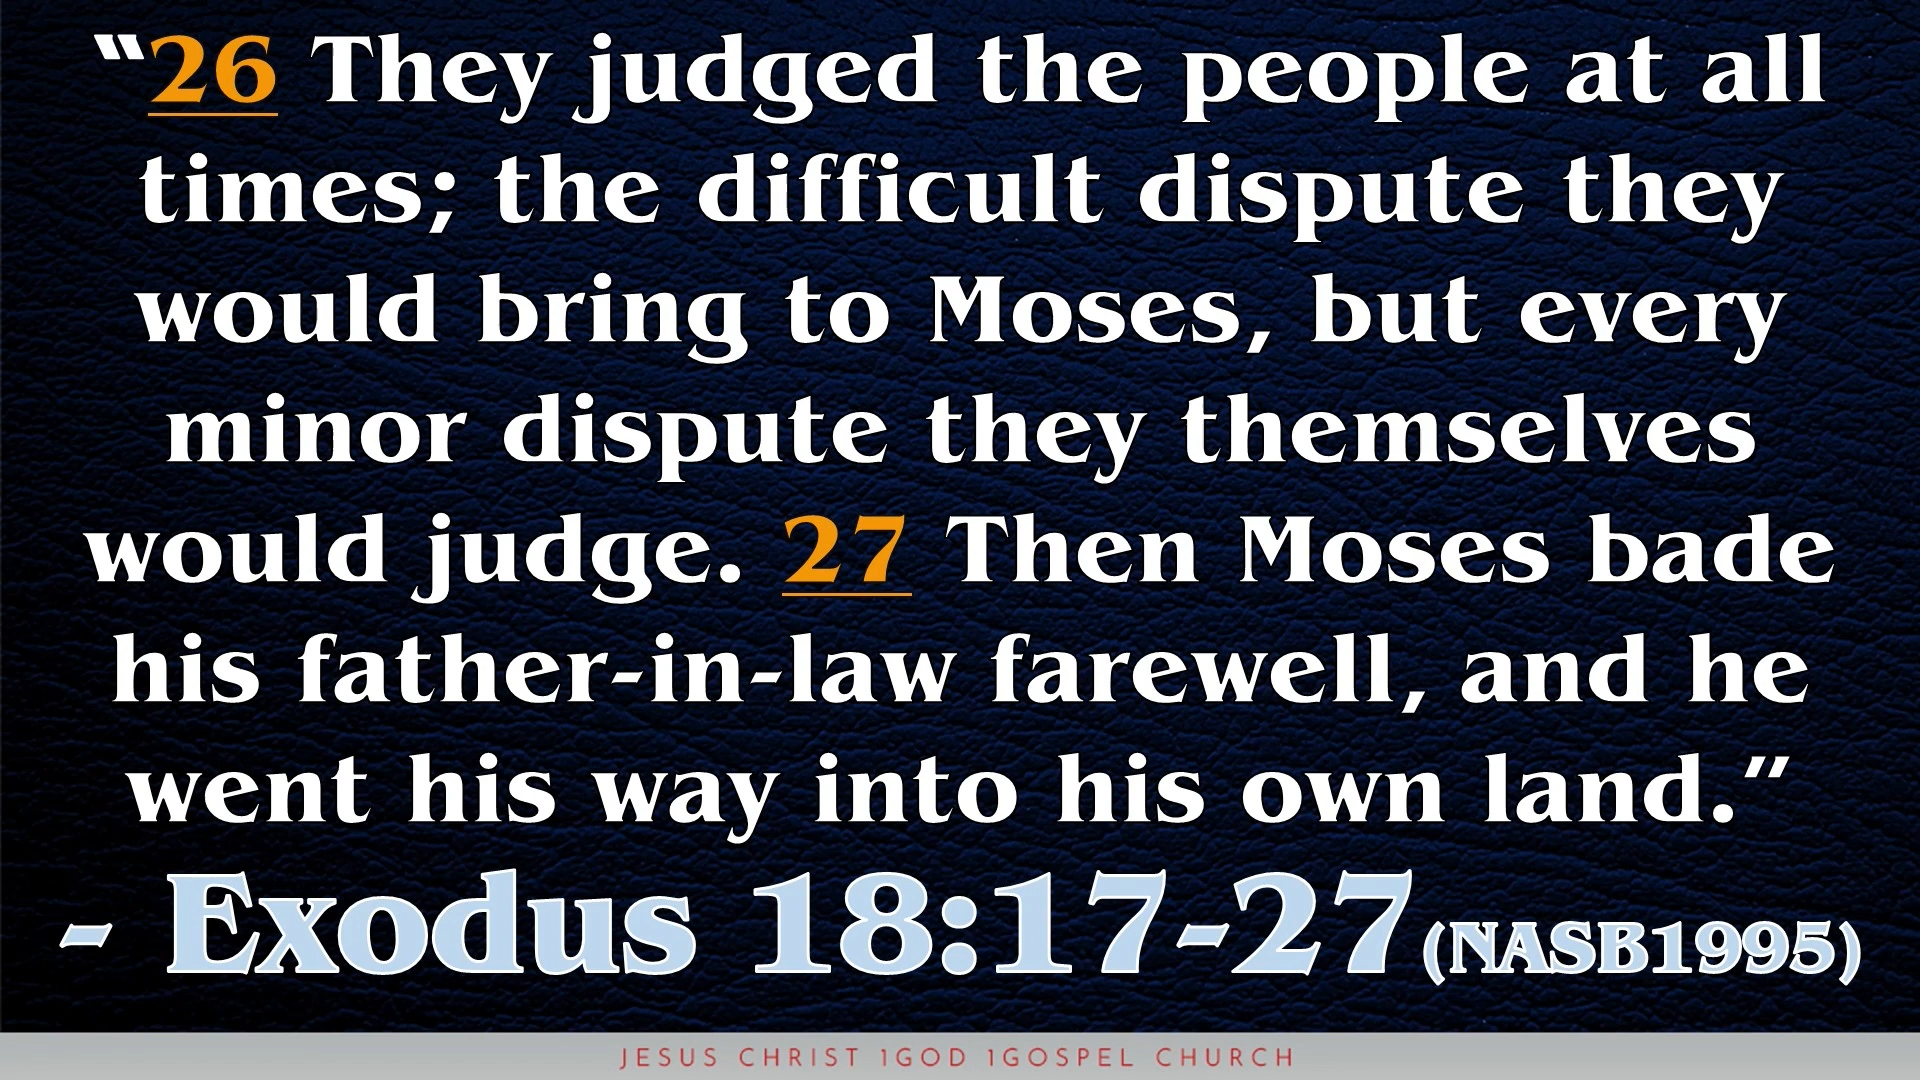 “26 They judged the people at all
times; the difficult dispute they
would bring to Moses, but every
minor dispute they themselves
would judge. 27 Then Moses bade
his father-in-law farewell, and he
went his way into his own land.”
- Exodus 18:17-27(NASB1995)
JESUS CHRIST 1GOD 1GOSPEL CHURCH